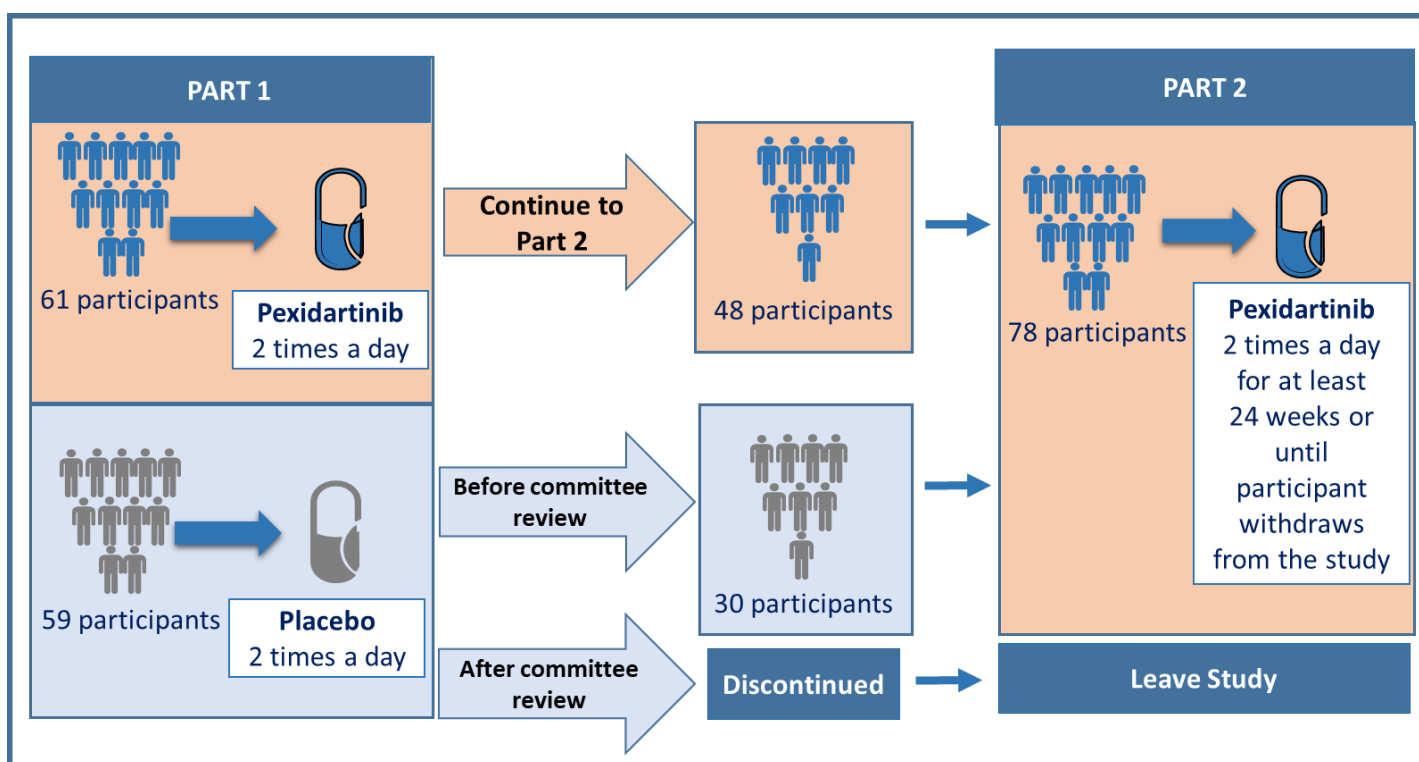 PART 1
61 participants
Pexidartinib
2 times a day
59 participants
Placebo
2 times a day
Continue to
Part 2
48 participants
Before committee
review
30 participants
After committee
review
Discontinued
PART 2
78 participants
Pexidartinib
2 times a day
for at least
24 weeks or
until
participant
withdraws
from the study
Leave Study